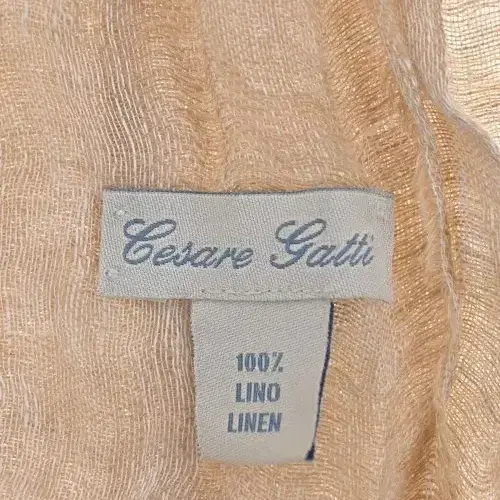 Cesare Gatti
100%
LINO
LINEN